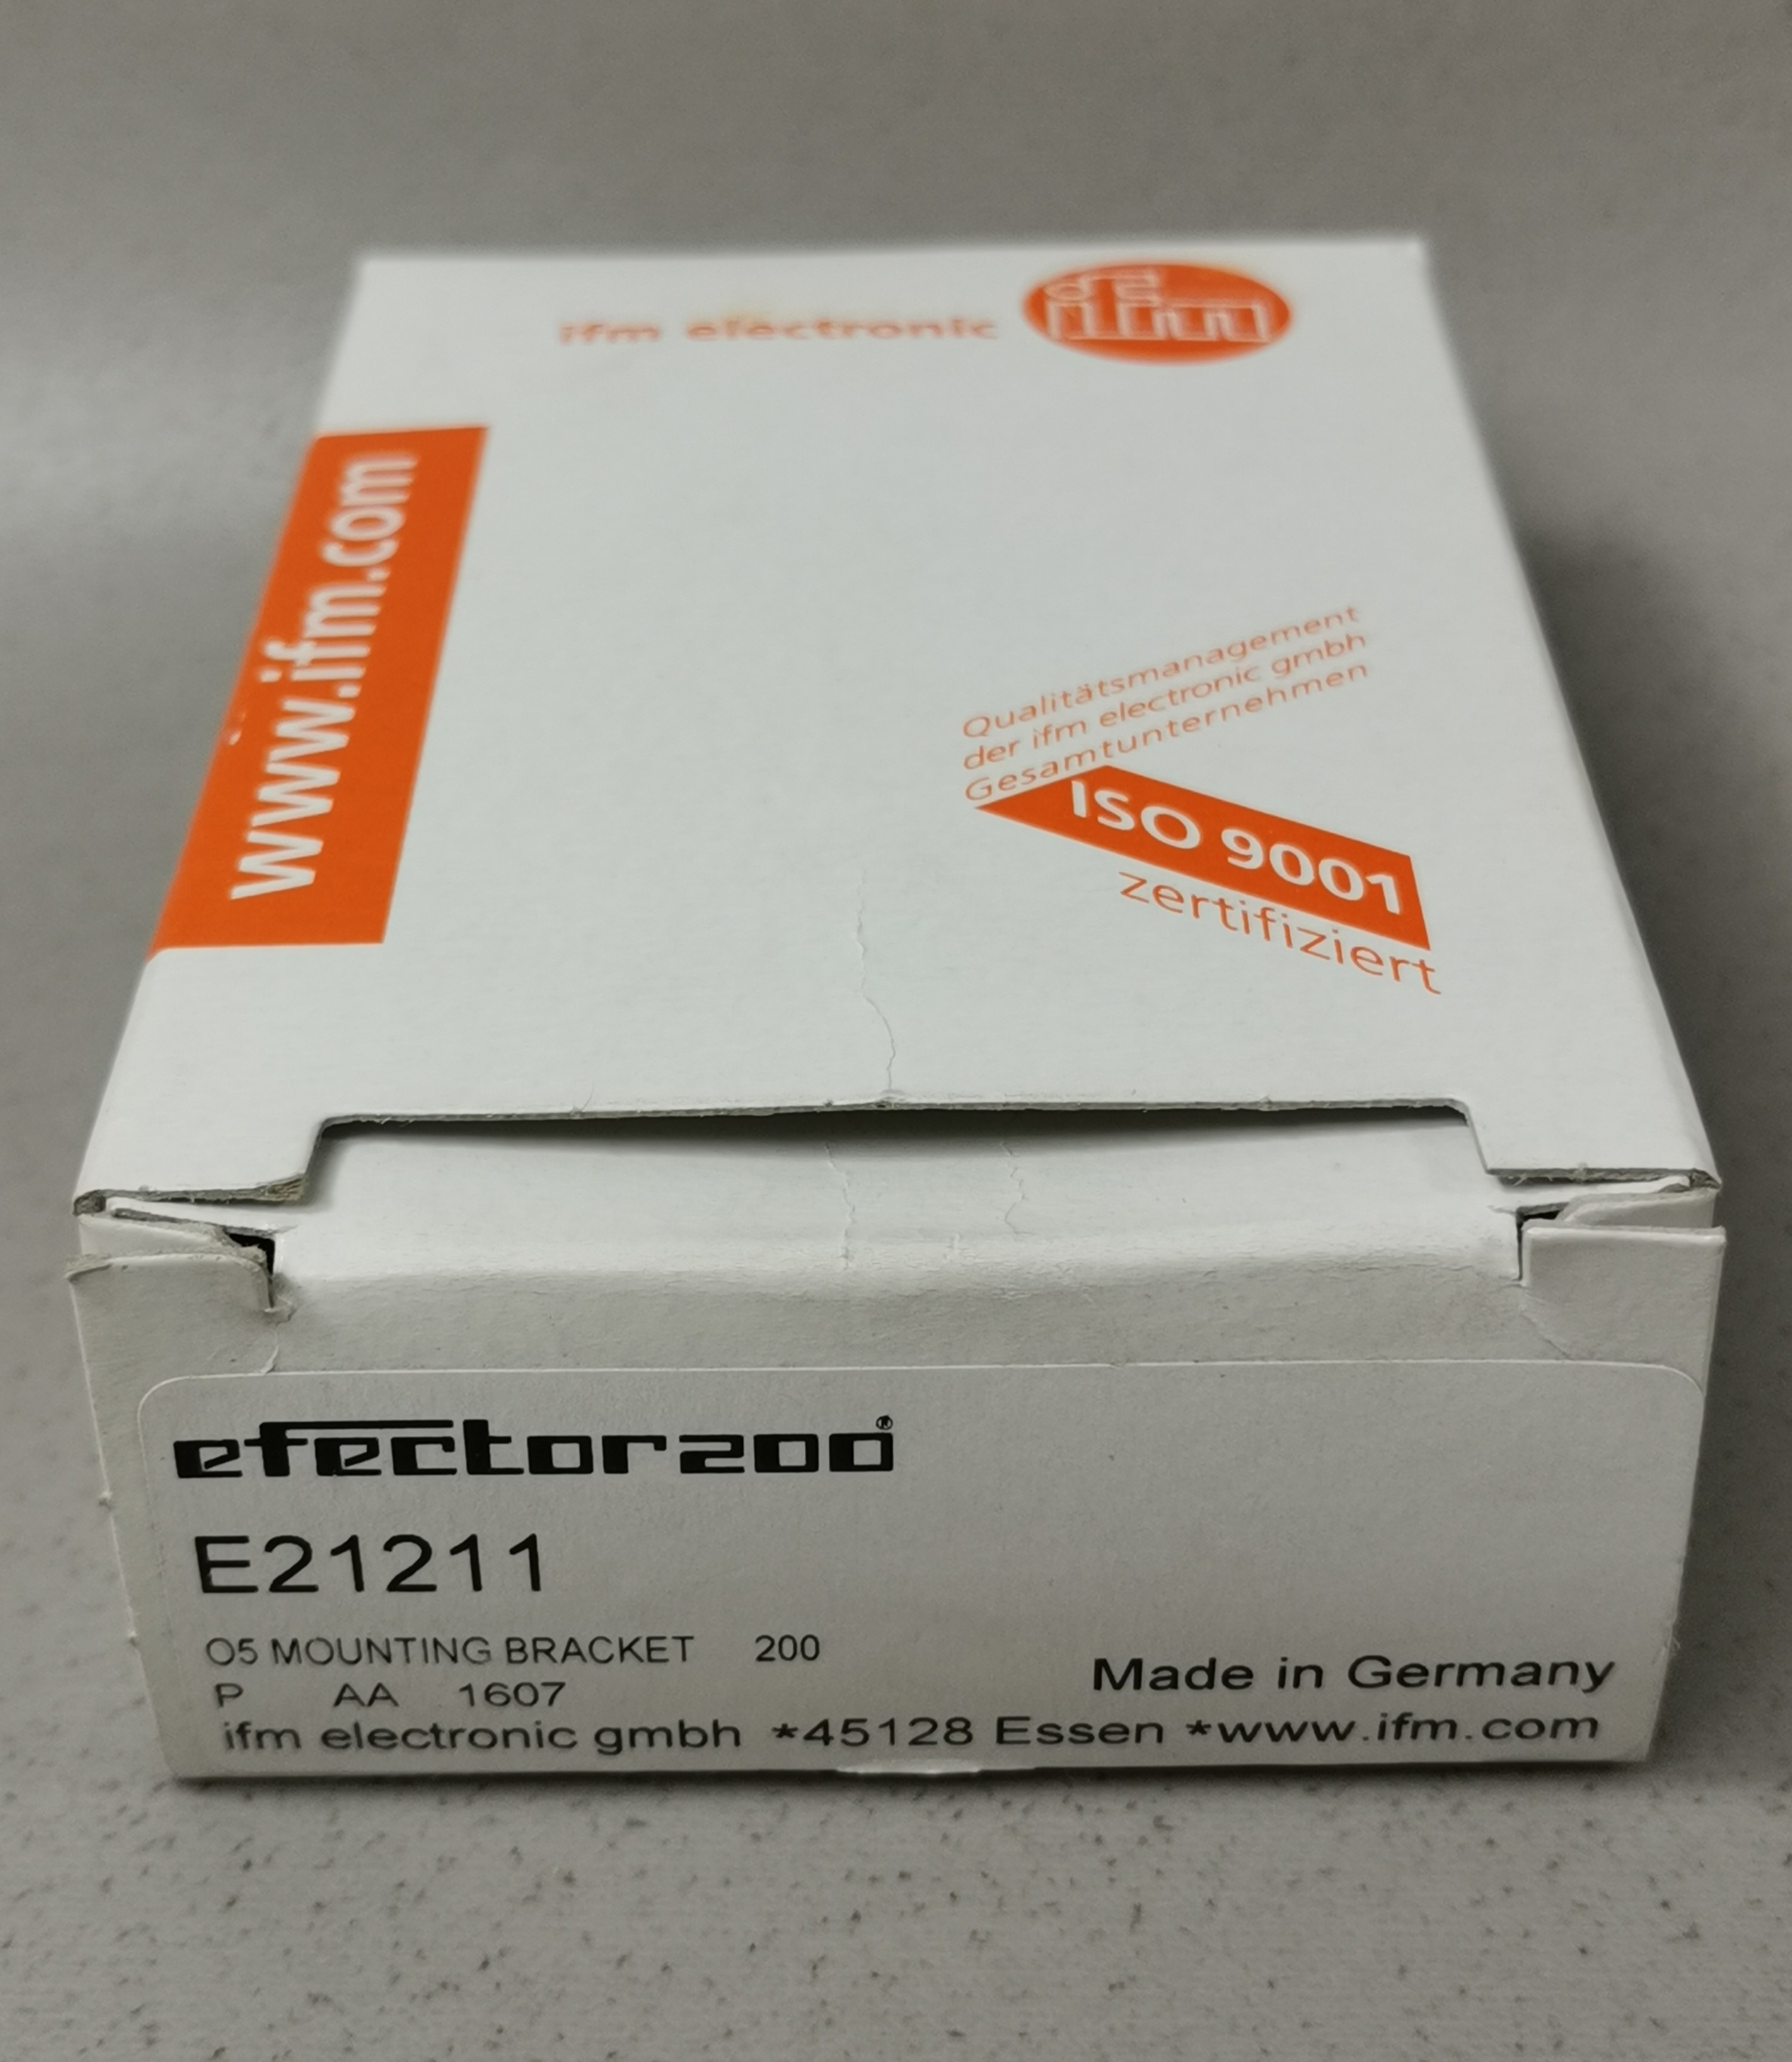 ifm electronic
ifm
www.ifm.com
Qualitätsmanagement
der ifm electronic gmbh
Gesamtunternehmen
ISO 9001
zertifiziert
efector200®
E21211
O5 MOUNTING BRACKET 200
P AA 1607
Made in Germany
ifm electronic gmbh *45128 Essen *www.ifm.com